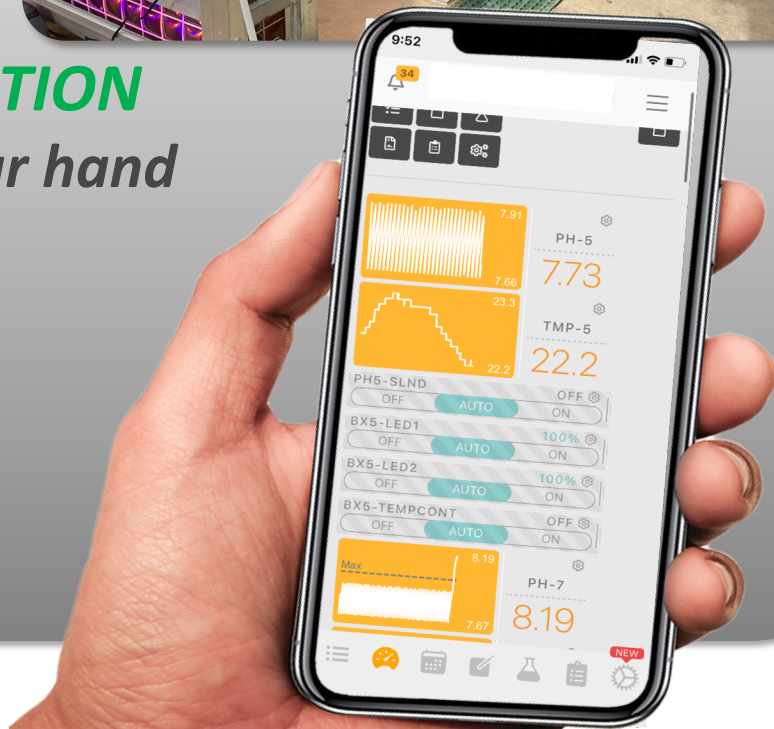 TION
ur hand
9:52
34
7.91
PH-5
7.66
7.73
23.3
TMP-5
22.2
22.2
PH5-SLND
OFF
OFF AUTO ON
BX5-LED1
100%
OFF AUTO ON
BX5-LED2
100%
OFF AUTO ON
BX5-TEMPCONT
OFF
OFF AUTO ON
8.19
Max
PH-7
7.67
8.19
NEW